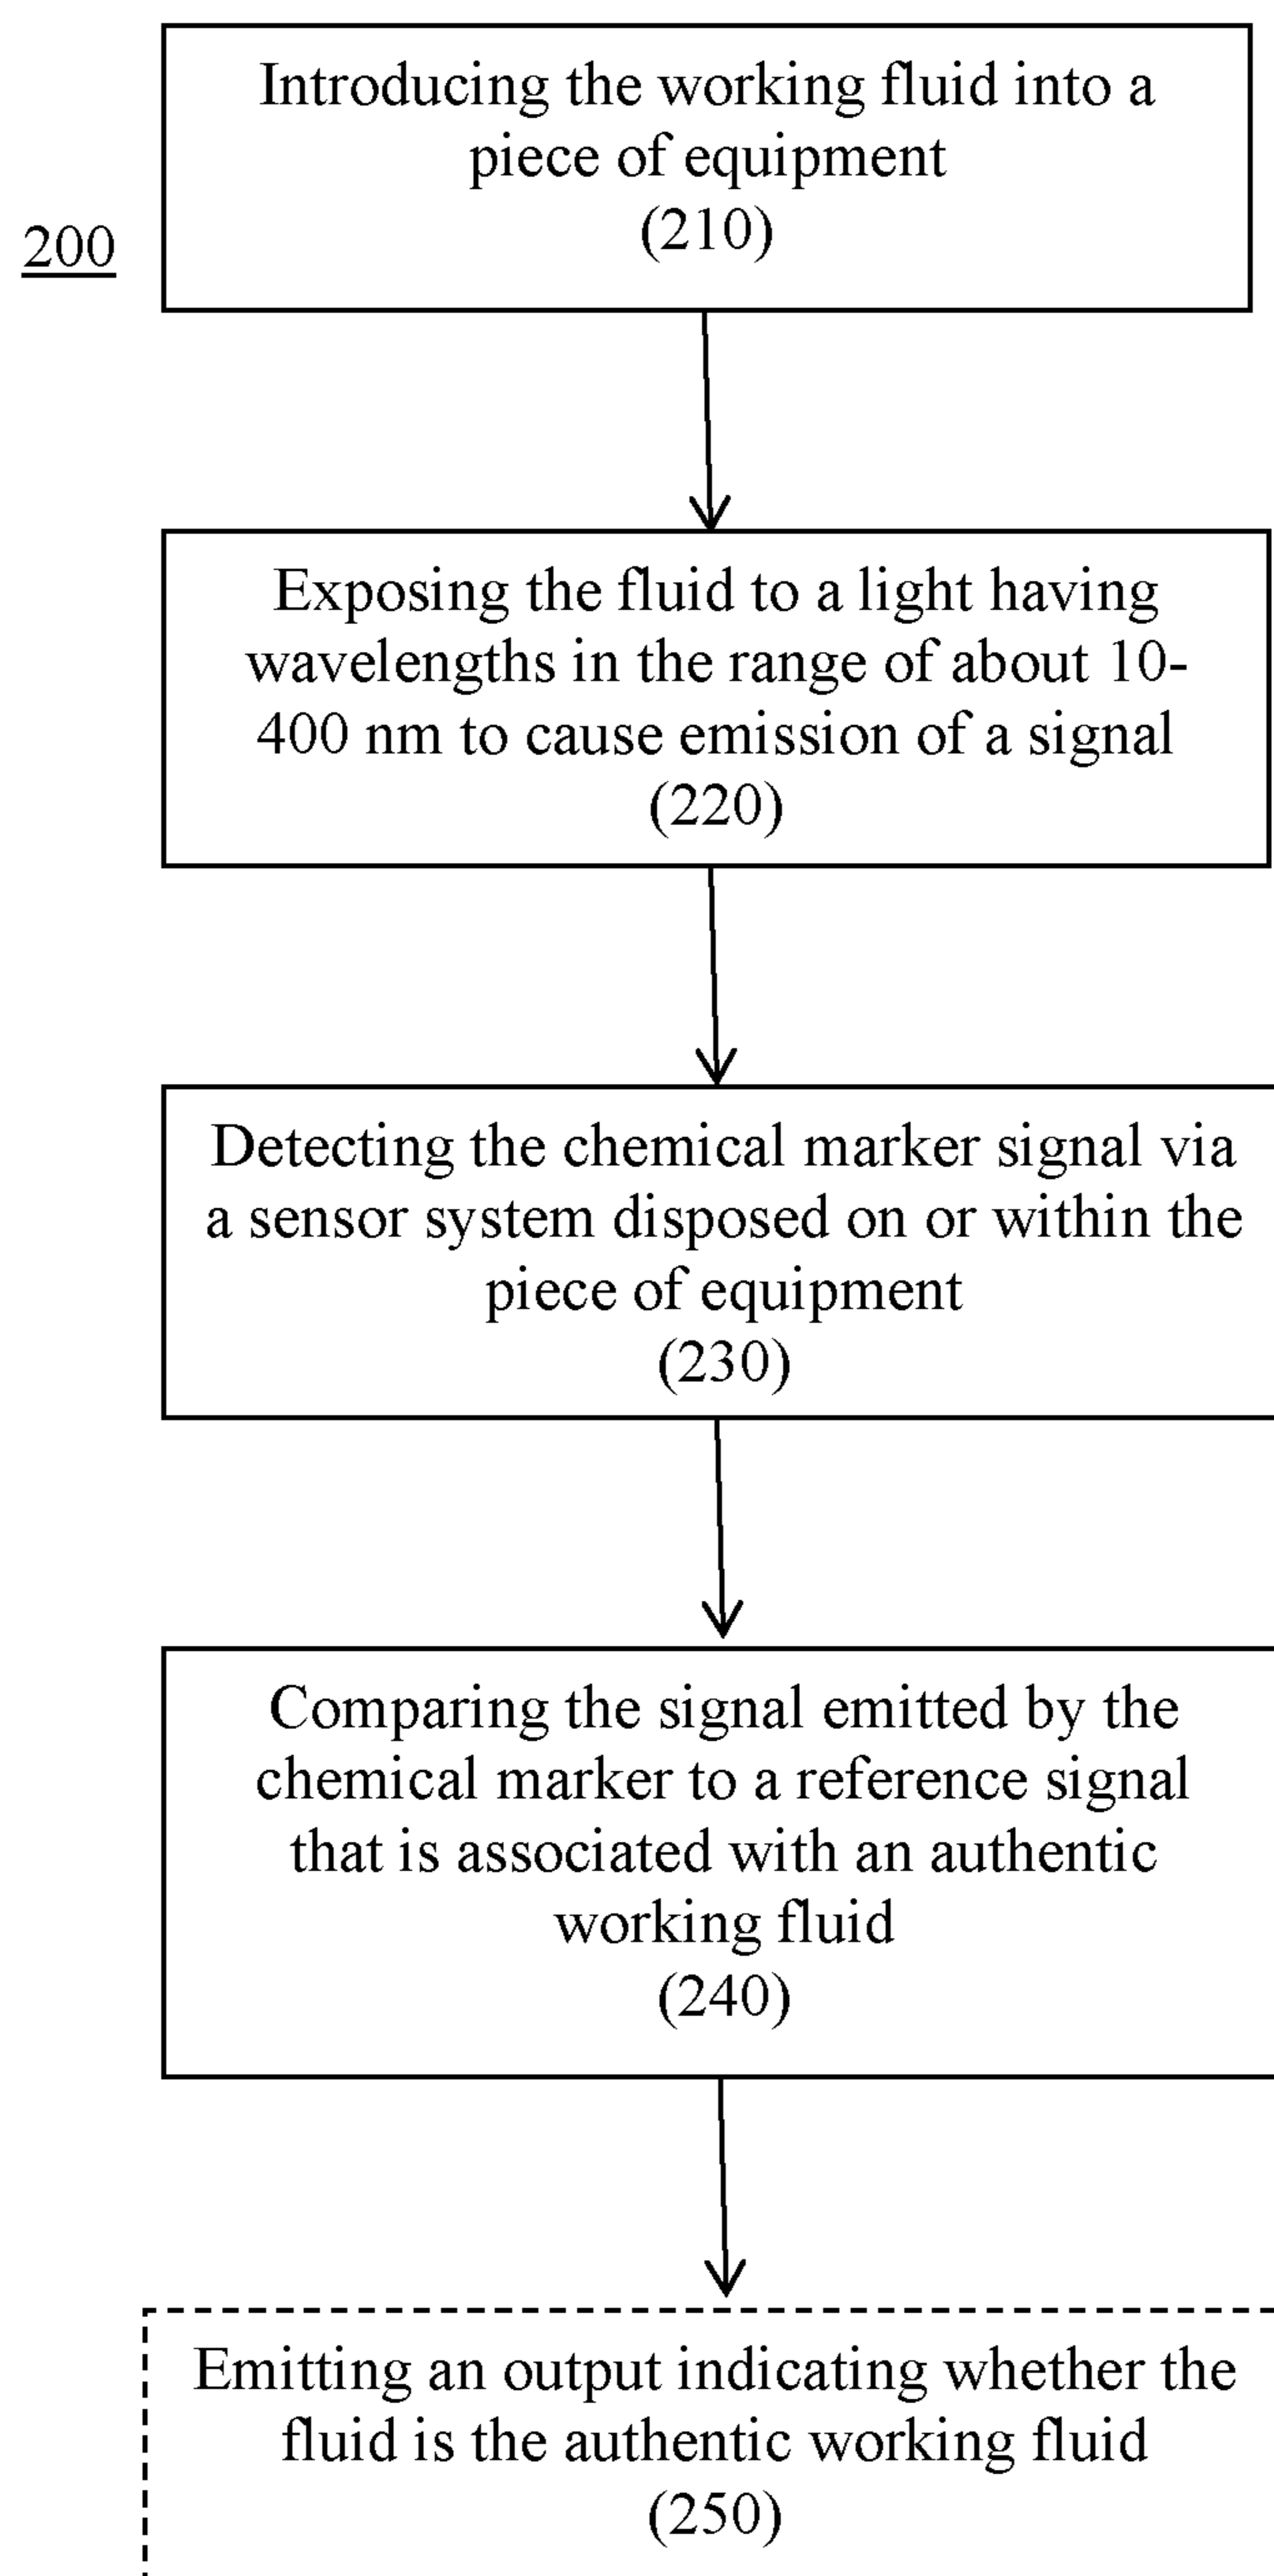 Introducing the working fluid into a
piece of equipment
(210)
200
Exposing the fluid to a light having
wavelengths in the range of about 10-
400 nm to cause emission of a signal
(220)
Detecting the chemical marker signal via
a sensor system disposed on or within the
piece of equipment
(230)
Comparing the signal emitted by the
chemical marker to a reference signal
that is associated with an authentic
working fluid
(240)
Emitting an output indicating whether the
fluid is the authentic working fluid
(250)